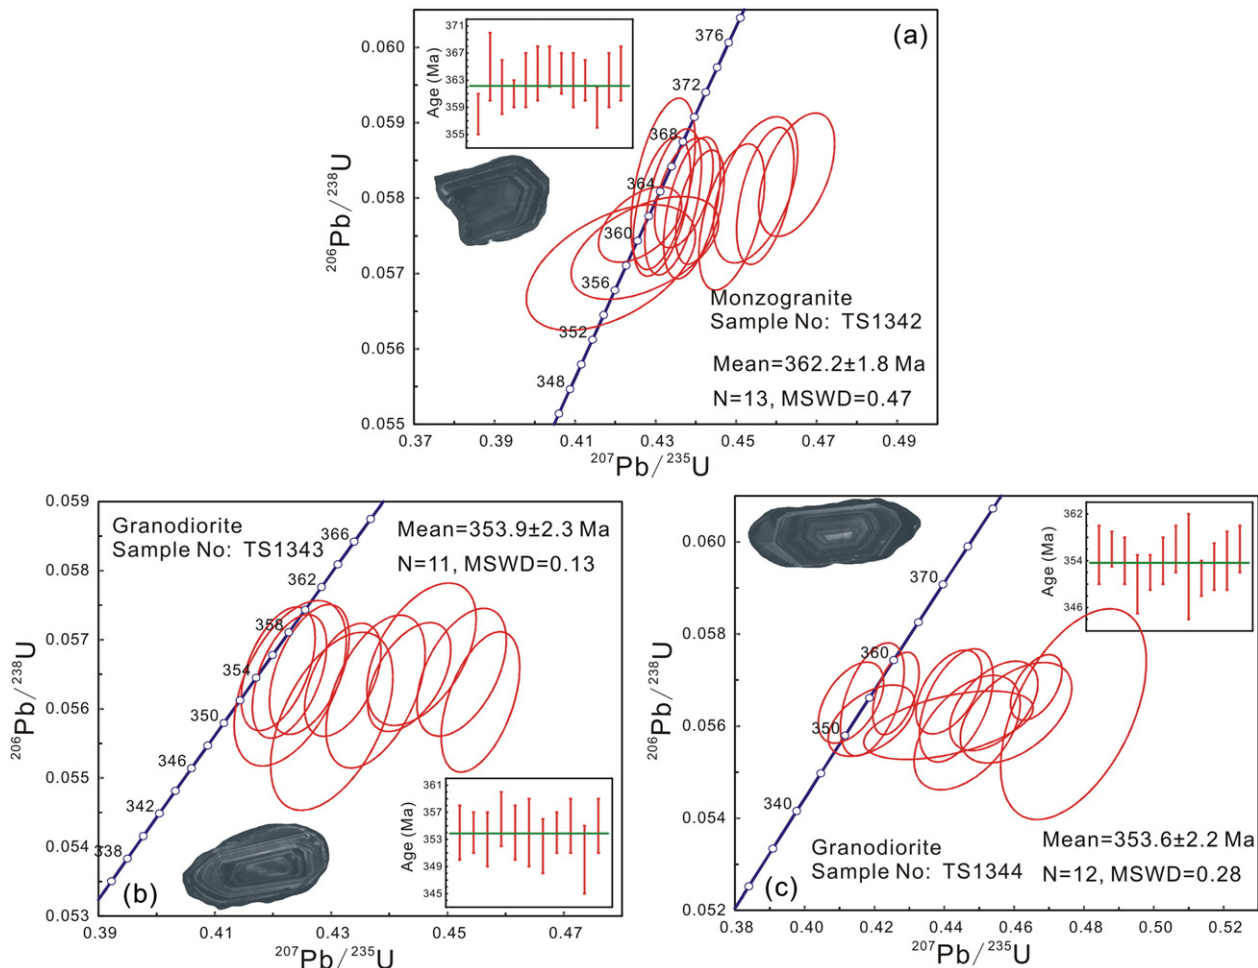 (a)
371
367
363
359
355
Age (Ma)
0.060
0.059
0.058
0.057
0.056
0.055
²⁰⁶Pb/²³⁸U
376
372
368
364
360
356
352
348
Monzogranite
Sample No: TS1342
Mean=362.2±1.8 Ma
N=13, MSWD=0.47
0.37
0.39
0.41
0.43
0.45
0.47
0.49
²⁰⁷Pb/²³⁵U
0.059
0.058
0.057
0.056
0.055
0.054
0.053
²⁰⁶Pb/²³⁸U
Granodiorite
Sample No: TS1343
Mean=353.9±2.3 Ma
N=11, MSWD=0.13
366
362
358
354
350
346
342
338
361
357
353
349
345
Age (Ma)
(b)
0.39
0.41
0.43
0.45
0.47
²⁰⁷Pb/²³⁵U
0.060
0.058
0.056
0.054
0.052
²⁰⁶Pb/²³⁸U
370
360
350
340
362
354
346
Age (Ma)
Granodiorite
Sample No: TS1344
Mean=353.6±2.2 Ma
N=12, MSWD=0.28
(c)
0.38
0.40
0.42
0.44
0.46
0.48
0.50
0.52
²⁰⁷Pb/²³⁵U